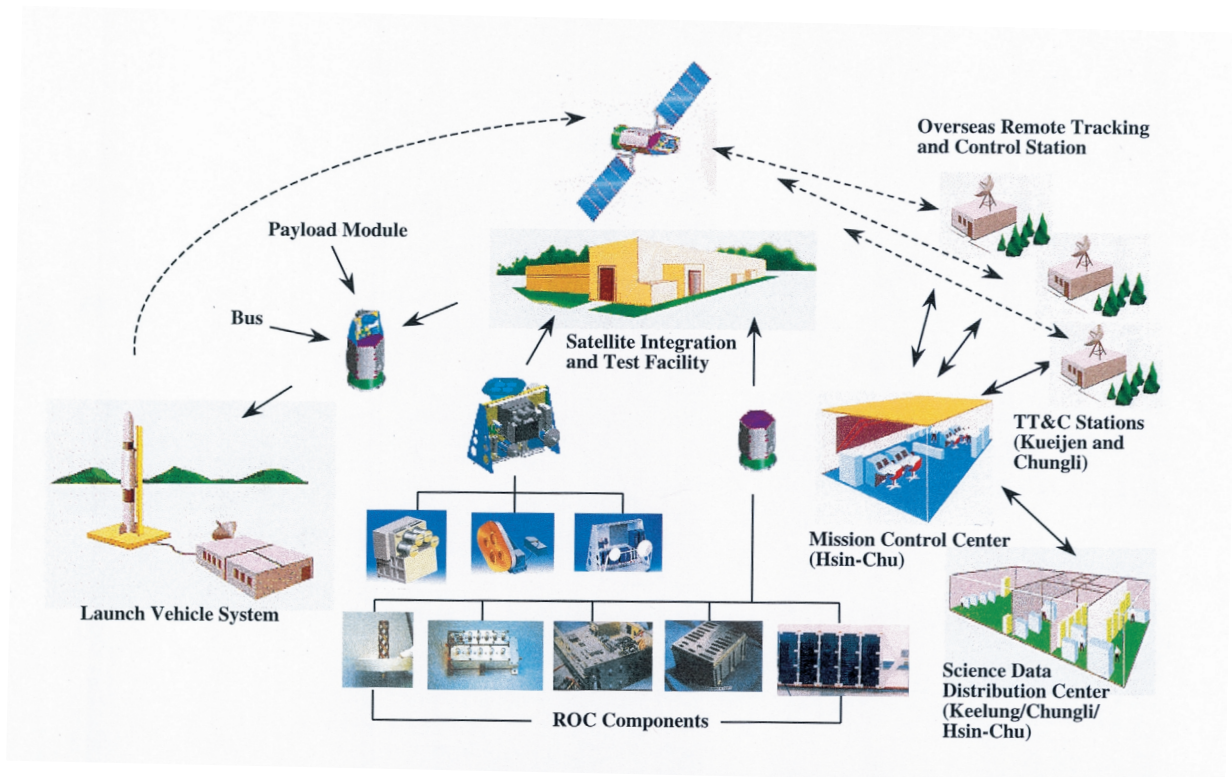 Overseas Remote Tracking
and Control Station
Payload Module
Bus
Satellite Integration
and Test Facility
TT&C Stations
(Kueijen and
Chungli)
Mission Control Center
(Hsin-Chu)
Launch Vehicle System
Science Data
Distribution Center
(Keelung/Chungli/
Hsin-Chu)
ROC Components